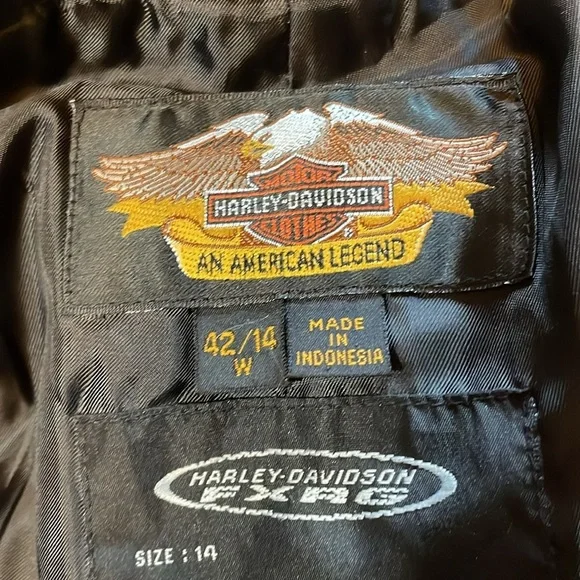 MOTOR
HARLEY-DAVIDSON
CLOTHES
®
AN AMERICAN LEGEND
42/14
W
MADE
IN
INDONESIA
HARLEY-DAVIDSON
FXRG
SIZE : 14